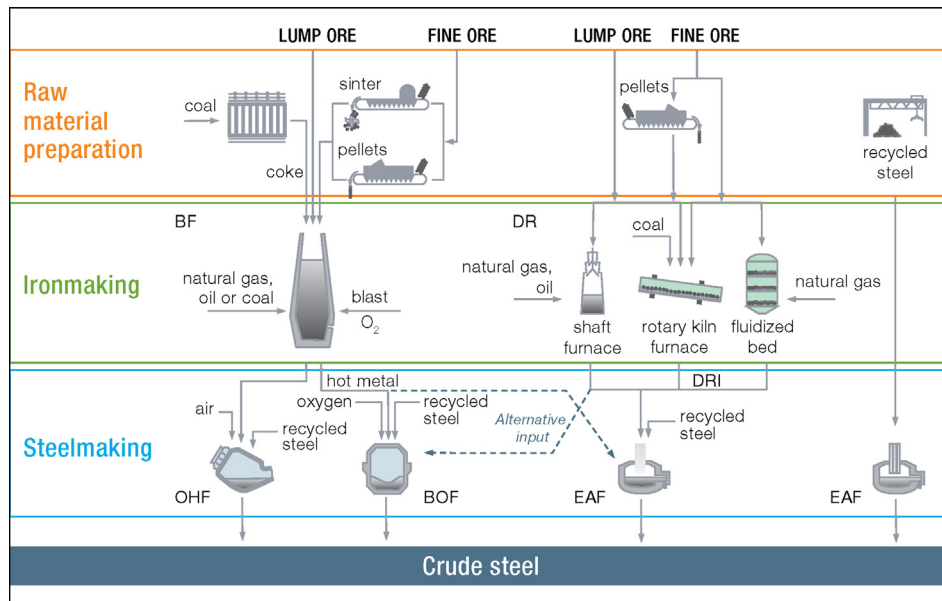 LUMP ORE
FINE ORE
LUMP ORE
FINE ORE
Raw
material
preparation
coal
sinter
pellets
coke
pellets
recycled
steel
Ironmaking
BF
natural gas,
oil or coal
blast
O₂
DR
coal
natural gas,
oil
natural gas
shaft
furnace
rotary kiln
furnace
fluidized
bed
Steelmaking
hot metal
air
oxygen
recycled
steel
recycled
steel
Alternative
input
DRI
recycled
steel
OHF
BOF
EAF
EAF
Crude steel